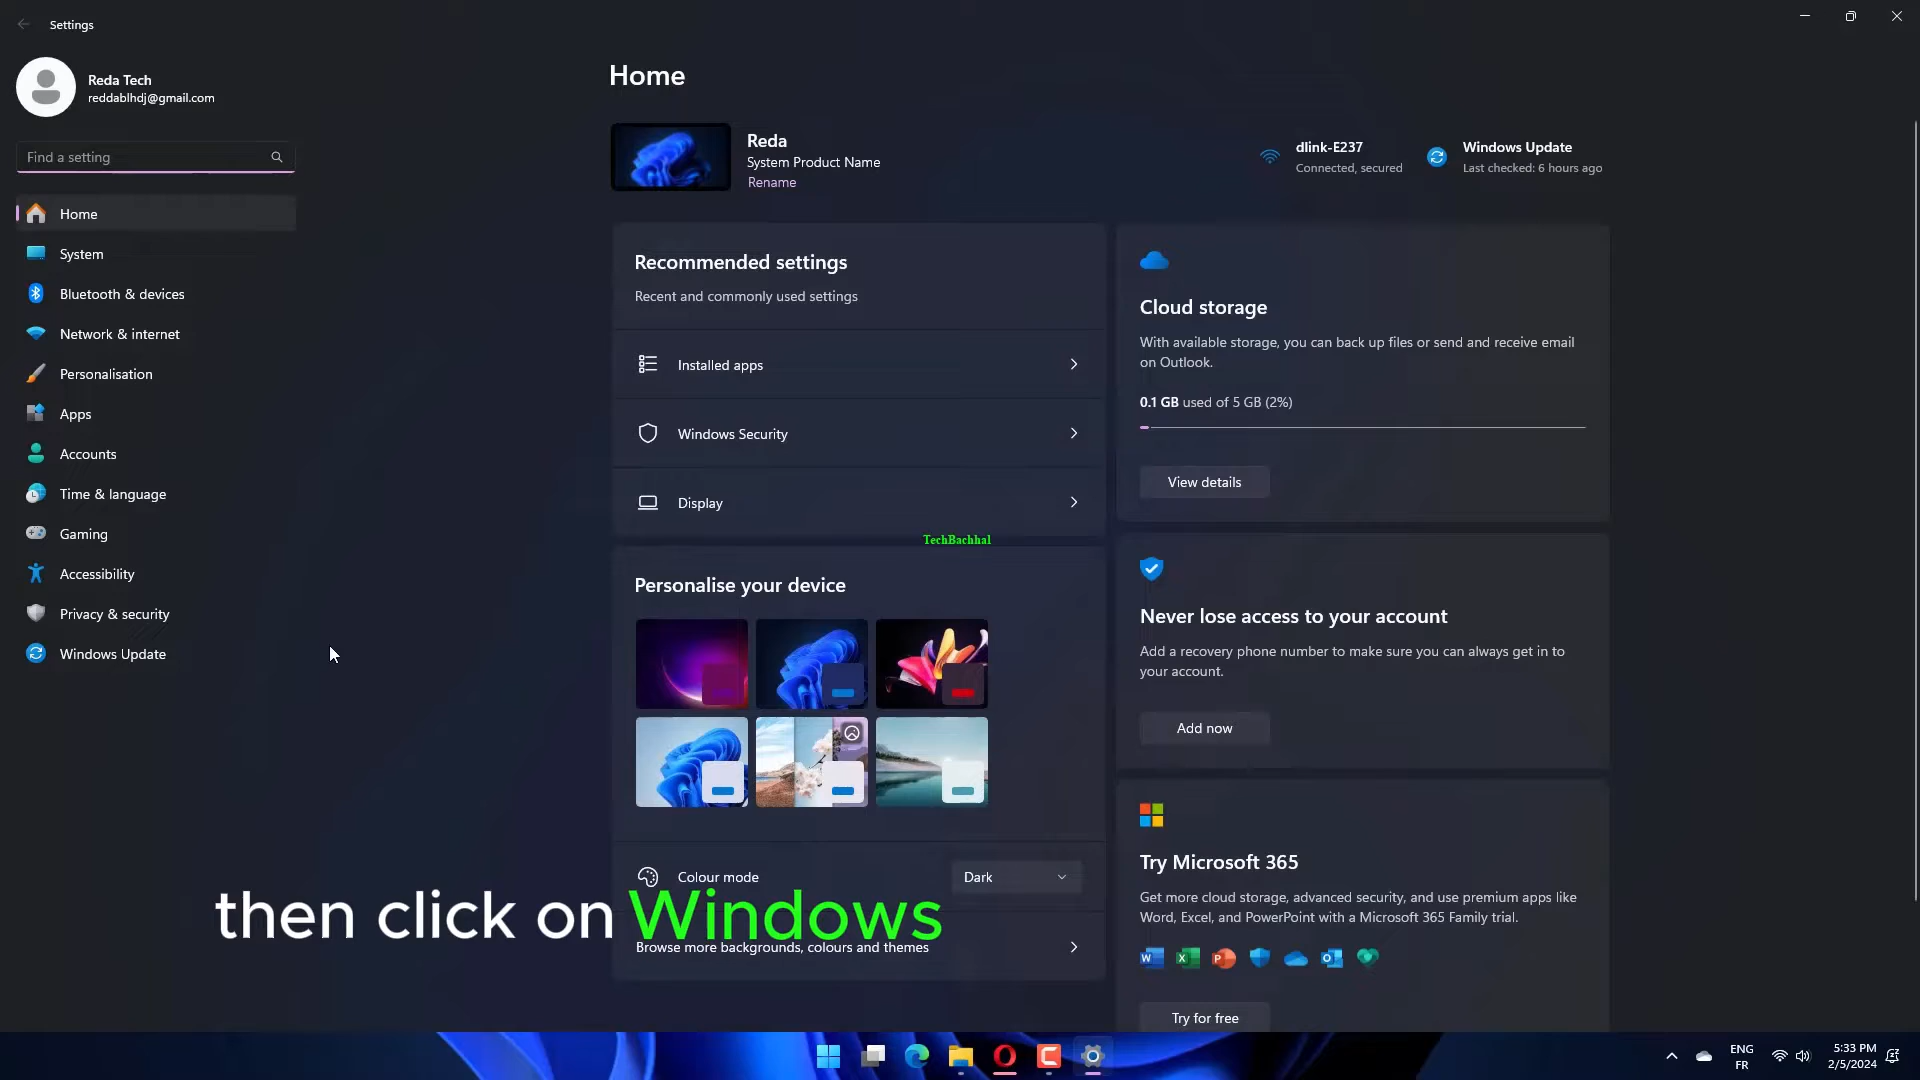 Settings
Reda Tech
reddablhdj@gmail.com
Find a setting
Home
System
Bluetooth & devices
Network & internet
Personalisation
Apps
Accounts
Time & language
Gaming
Accessibility
Privacy & security
Windows Update
Home
Reda
System Product Name
Rename
dlink-E237
Connected, secured
Windows Update
Last checked: 6 hours ago
Recommended settings
Recent and commonly used settings
Installed apps
Windows Security
Display
TechBachhal
Personalise your device
Colour mode
Dark
then click on Windows
Browse more backgrounds, colours and themes
Cloud storage
With available storage, you can back up files or send and receive email
on Outlook.
0.1 GB used of 5 GB (2%)
View details
Never lose access to your account
Add a recovery phone number to make sure you can always get in to
your account.
Add now
Try Microsoft 365
Get more cloud storage, advanced security, and use premium apps like
Word, Excel, and PowerPoint with a Microsoft 365 Family trial.
Try for free
ENG
FR
5:33 PM
2/5/2024